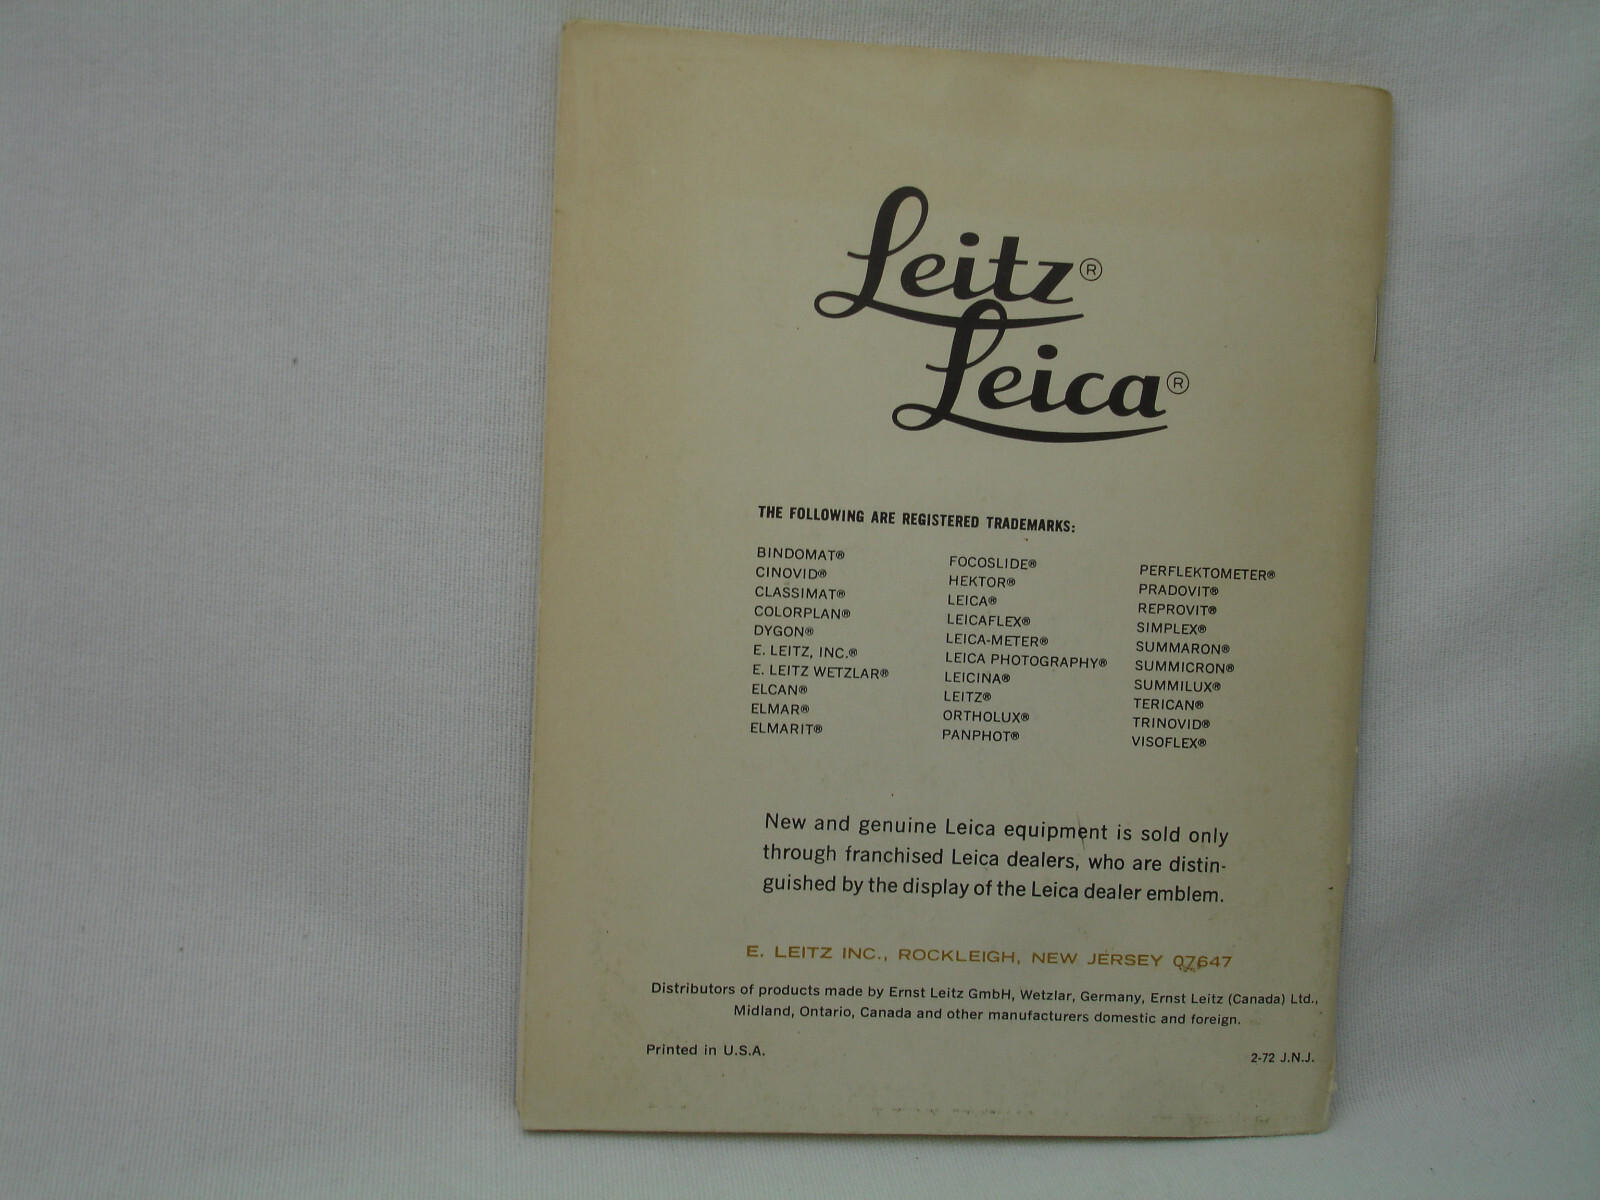 Leitz®
Leica®
THE FOLLOWING ARE REGISTERED TRADEMARKS:
BINDOMAT®
CINOVID®
CLASSIMAT®
COLORPLAN®
DYGON®
E. LEITZ, INC.®
E. LEITZ WETZLAR®
ELCAN®
ELMAR®
ELMARIT®
FOCOSLIDE®
HEKTOR®
LEICA®
LEICAFLEX®
LEICA-METER®
LEICA PHOTOGRAPHY®
LEICINA®
LEITZ®
ORTHOLUX®
PANPHOT®
PERFLEKTOMETER®
PRADOVIT®
REPROVIT®
SIMPLEX®
SUMMARON®
SUMMICRON®
SUMMILUX®
TERICAN®
TRINOVID®
VISOFLEX®
New and genuine Leica equipment is sold only
through franchised Leica dealers, who are distin-
guished by the display of the Leica dealer emblem.
E. LEITZ INC., ROCKLEIGH, NEW JERSEY 07647
Distributors of products made by Ernst Leitz GmbH, Wetzlar, Germany, Ernst Leitz (Canada) Ltd.,
Midland, Ontario, Canada and other manufacturers domestic and foreign.
Printed in U.S.A.
2-72 J.N.J.